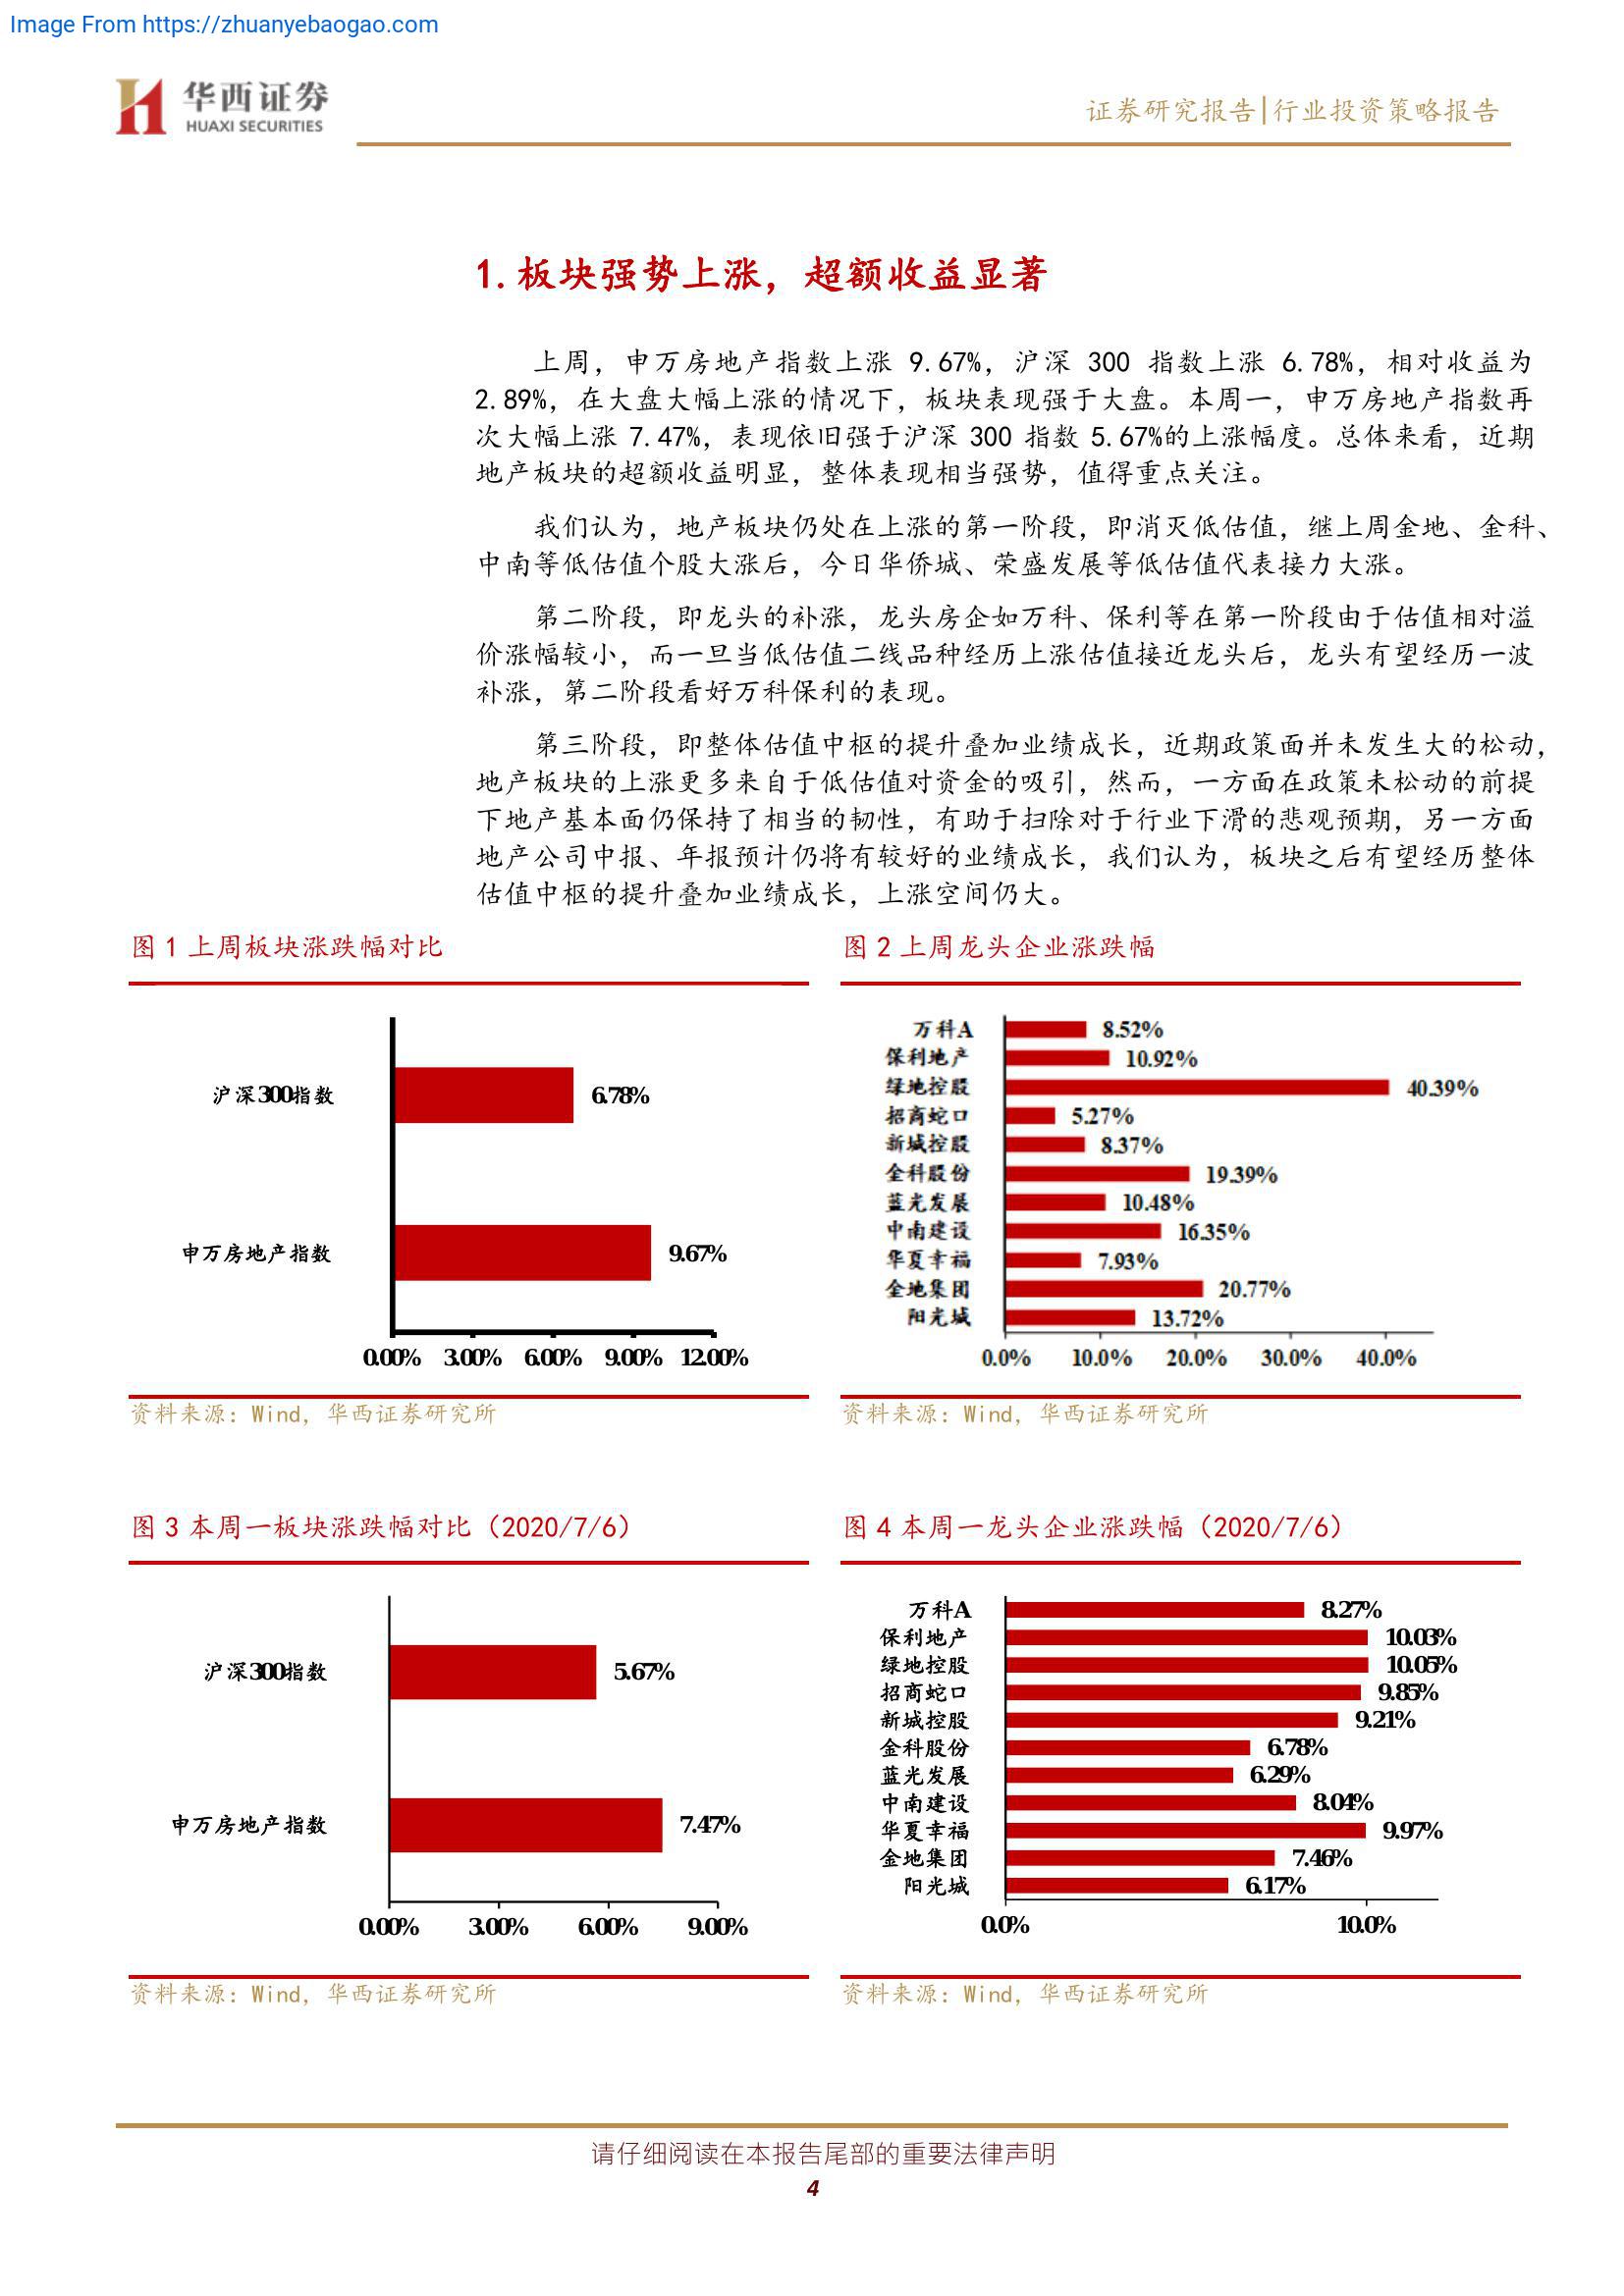 Image From https://zhuanyebaogao.com
华西证券
HUAXI SECURITIES
证券研究报告|行业投资策略报告
1. 板块强势上涨，超额收益显著
上周，申万房地产指数上涨 9.67%，沪深 300 指数上涨 6.78%，相对收益为
2.89%，在大盘大幅上涨的情况下，板块表现强于大盘。本周一，申万房地产指数再
次大幅上涨 7.47%，表现依旧强于沪深 300 指数 5.67%的上涨幅度。总体来看，近期
地产板块的超额收益明显，整体表现相当强势，值得重点关注。
我们认为，地产板块仍处在上涨的第一阶段，即消灭低估值，继上周金地、金科、
中南等低估值个股大涨后，今日华侨城、荣盛发展等低估值代表接力大涨。
第二阶段，即龙头的补涨，龙头房企如万科、保利等在第一阶段由于估值相对溢
价涨幅较小，而一旦当低估值二线品种经历上涨估值接近龙头后，龙头有望经历一波
补涨，第二阶段看好万科保利的表现。
第三阶段，即整体估值中枢的提升叠加业绩成长，近期政策面并未发生大的松动，
地产板块的上涨更多来自于低估值对资金的吸引，然而，一方面在政策未松动的前提
下地产基本面仍保持了相当的韧性，有助于扫除对于行业下滑的悲观预期，另一方面
地产公司中报、年报预计仍将有较好的业绩成长，我们认为，板块之后有望经历整体
估值中枢的提升叠加业绩成长，上涨空间仍大。
图 1 上周板块涨跌幅对比
沪深300指数 6.78%
申万房地产指数 9.67%
0.00% 3.00% 6.00% 9.00% 12.00%
资料来源：Wind，华西证券研究所
图 2 上周龙头企业涨跌幅
万科A 8.52%
保利地产 10.92%
绿地控股 40.39%
招商蛇口 5.27%
新城控股 8.37%
金科股份 19.39%
蓝光发展 10.48%
中南建设 16.35%
华夏幸福 7.93%
金地集团 20.77%
阳光城 13.72%
0.0% 10.0% 20.0% 30.0% 40.0%
资料来源：Wind，华西证券研究所
图 3 本周一板块涨跌幅对比（2020/7/6）
沪深300指数 5.67%
申万房地产指数 7.47%
0.00% 3.00% 6.00% 9.00%
资料来源：Wind，华西证券研究所
图 4 本周一龙头企业涨跌幅（2020/7/6）
万科A 8.27%
保利地产 10.03%
绿地控股 10.05%
招商蛇口 9.85%
新城控股 9.21%
金科股份 6.78%
蓝光发展 6.29%
中南建设 8.04%
华夏幸福 9.97%
金地集团 7.46%
阳光城 6.17%
0.0% 10.0%
资料来源：Wind，华西证券研究所
请仔细阅读在本报告尾部的重要法律声明
4